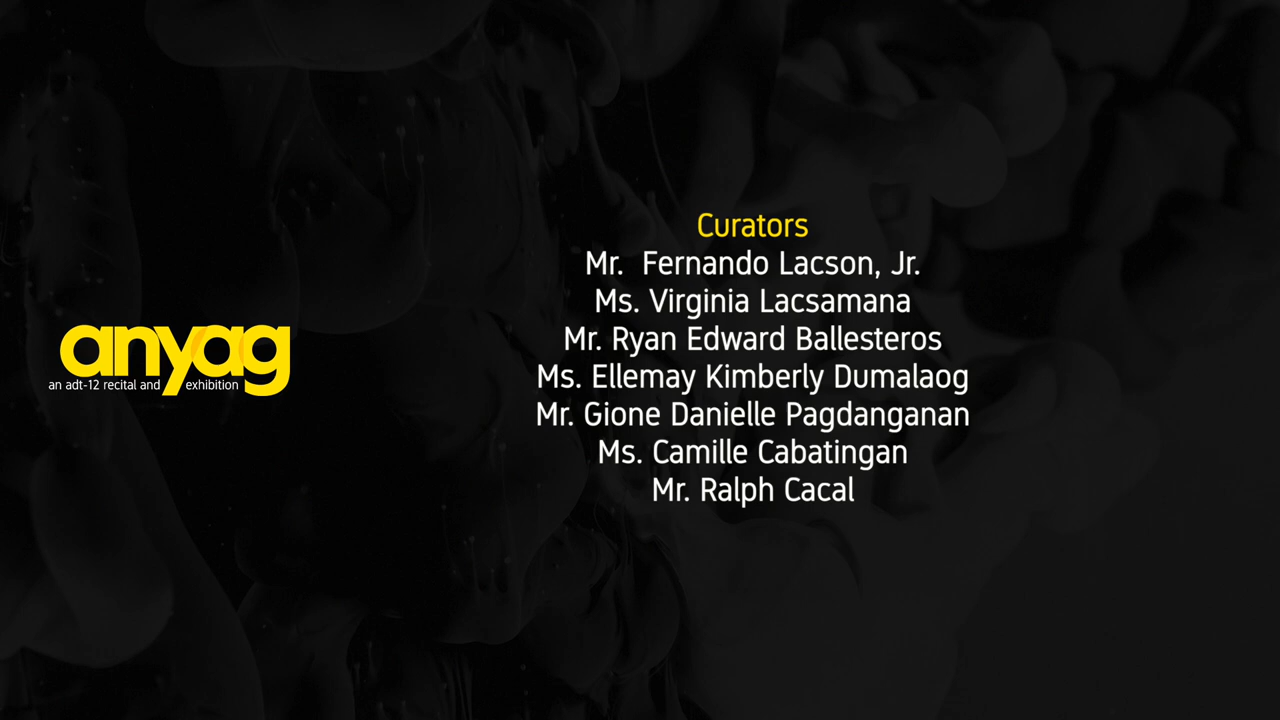 anyag
an adt-12 recital and exhibition
Curators
Mr. Fernando Lacson, Jr.
Ms. Virginia Lacsamana
Mr. Ryan Edward Ballesteros
Ms. Ellemay Kimberly Dumalaog
Mr. Gione Danielle Pagdanganan
Ms. Camille Cabatingan
Mr. Ralph Cacal